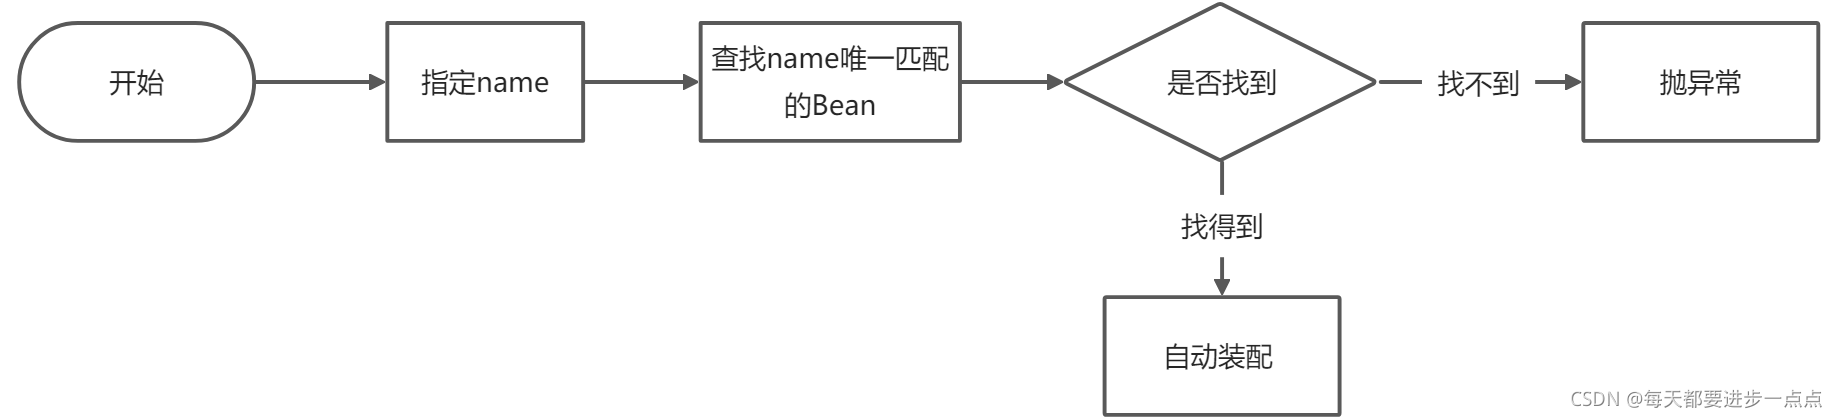 开始
指定name
查找name唯一匹配
的Bean
是否找到
找不到
抛异常
找得到
自动装配
CSDN @每天都要进步一点点